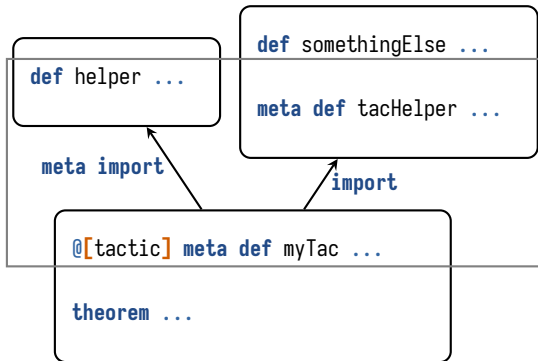 def somethingElse ...
def helper ...
meta def tacHelper ...
meta import
import
@[tactic] meta def myTac ...
theorem ...